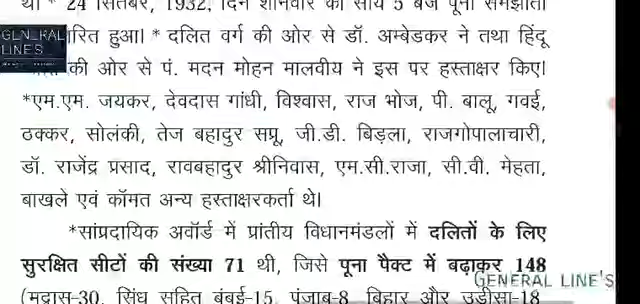 था। * 24 सितंबर, 1932, दिन शनिवार को सायं 5 बजे पूना समझौता
GENERAL
LINES
रित हुआ। * दलित वर्ग की ओर से डॉ. अम्बेडकर ने तथा हिंदू
की ओर से पं. मदन मोहन मालवीय ने इस पर हस्ताक्षर किए।
*एम.एम. जयकर, देवदास गांधी, विश्वास, राज भोज, पी. बालू, गवई,
ठक्कर, सोलंकी, तेज बहादुर सप्रू, जी.डी. बिड़ला, राजगोपालाचारी,
डॉ. राजेंद्र प्रसाद, रावबहादुर श्रीनिवास, एम.सी.राजा, सी.वी. मेहता,
बाखले एवं कॉमत अन्य हस्ताक्षरकर्ता थे।
*सांप्रदायिक अवॉर्ड में प्रांतीय विधानमंडलों में दलितों के लिए
सुरक्षित सीटों की संख्या 71 थी, जिसे पूना पैक्ट में बढ़ाकर 148
GENERAL LINE'S
(मद्रास-30, सिंध सहित बंबई-15, पंजाब-8, बिहार और उड़ीसा-18,